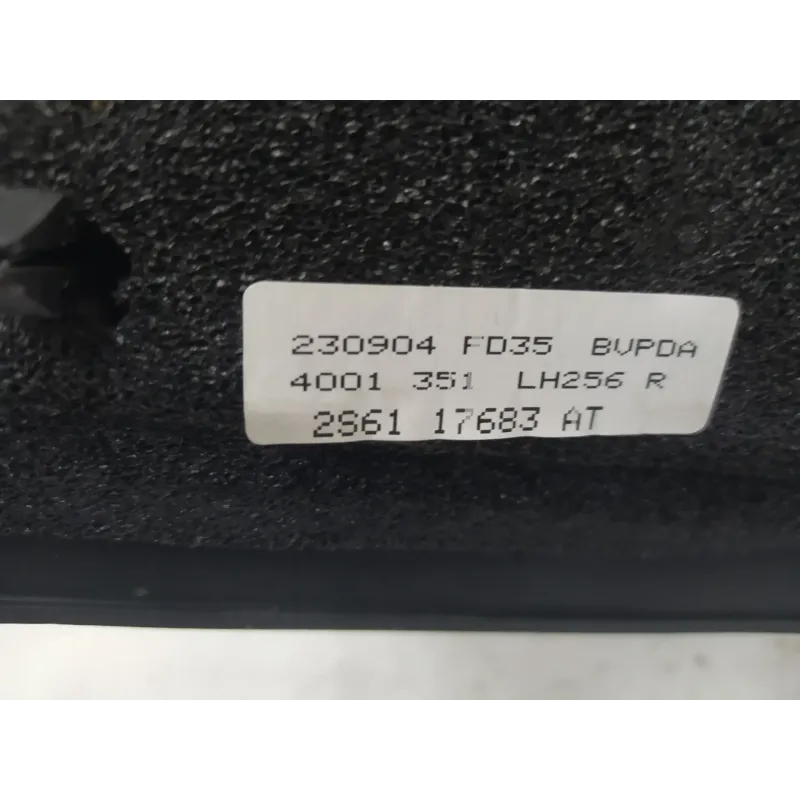 230904 FD35 BVPDA
4001 351 LH256 R
2S61 17683 AT